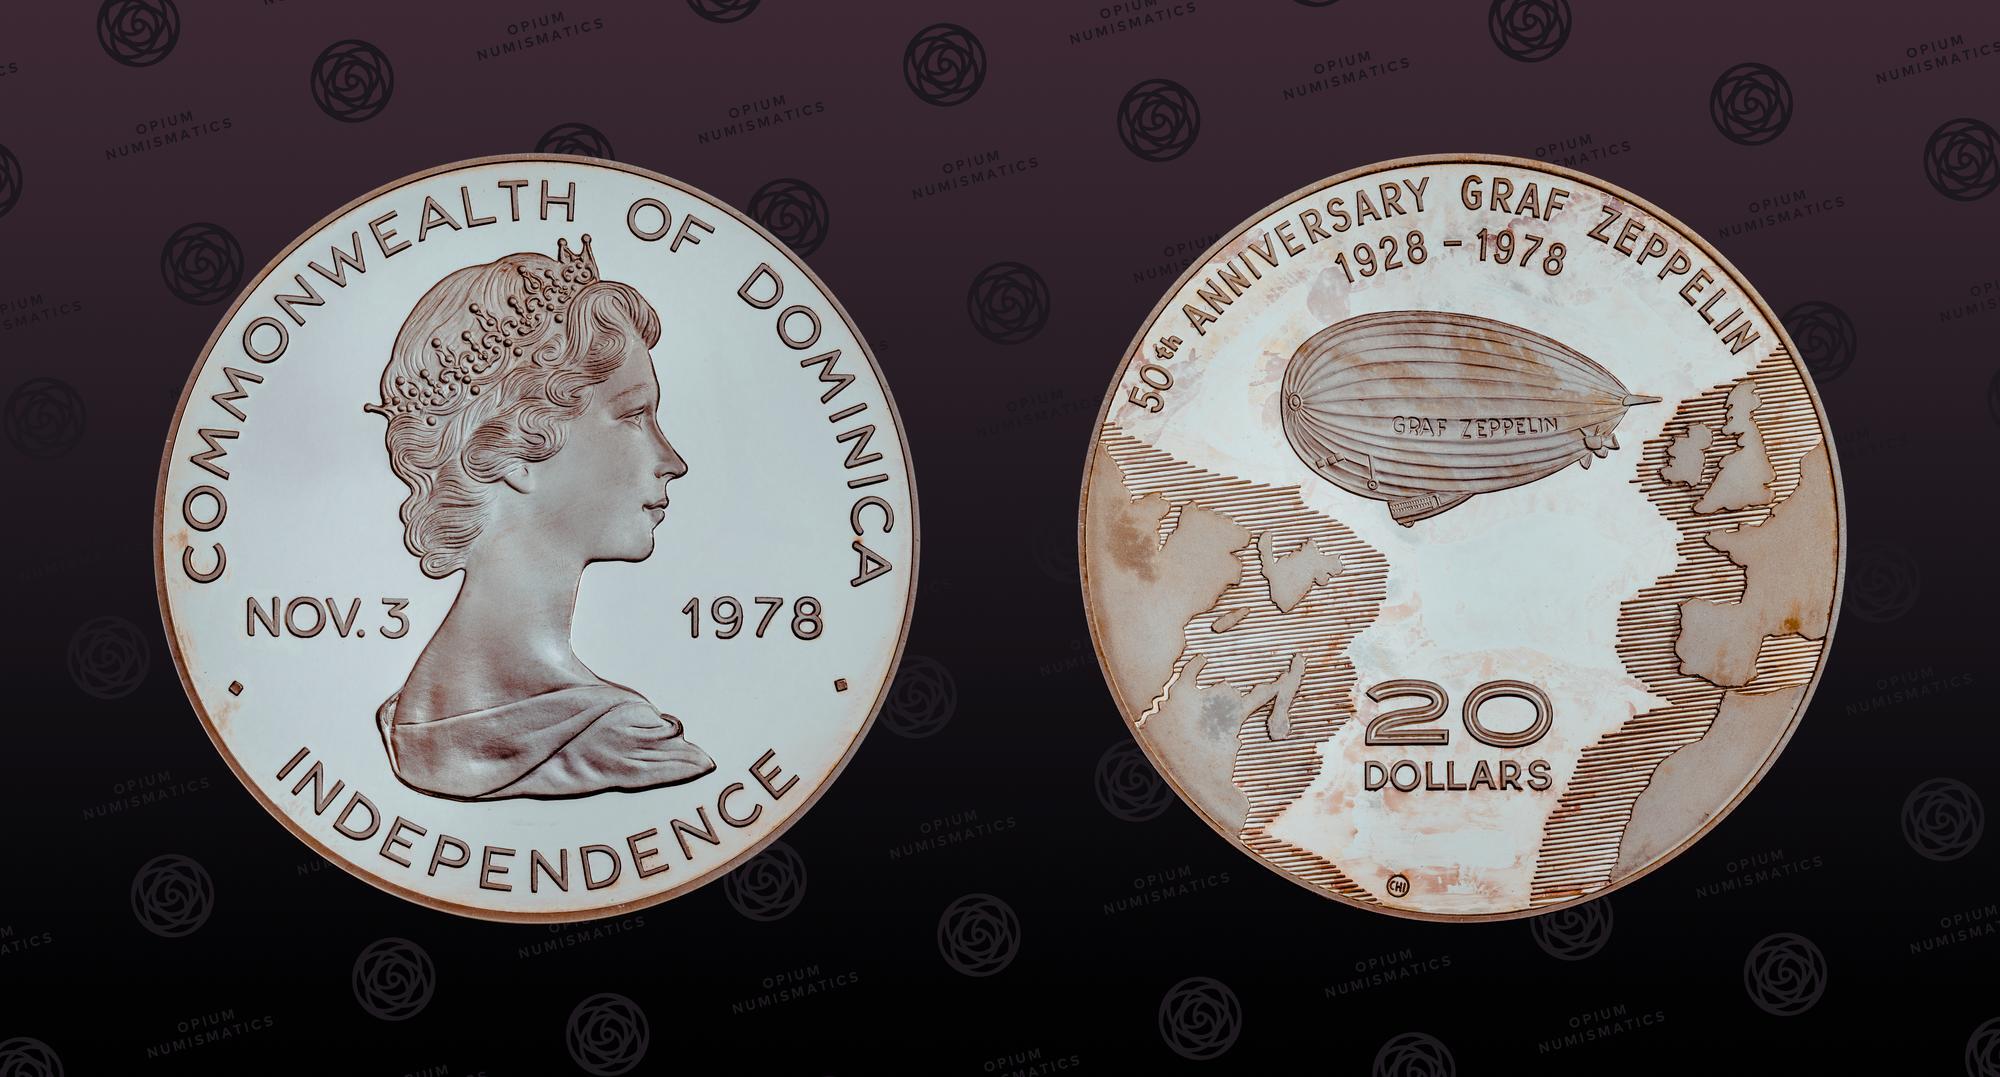 COMMONWEALTH OF DOMINICA
NOV. 3 1978
INDEPENDENCE
50th ANNIVERSARY GRAF ZEPPELIN
1928 - 1978
GRAF ZEPPELIN
20
DOLLARS
CHI
OPIUM
NUMISMATICS